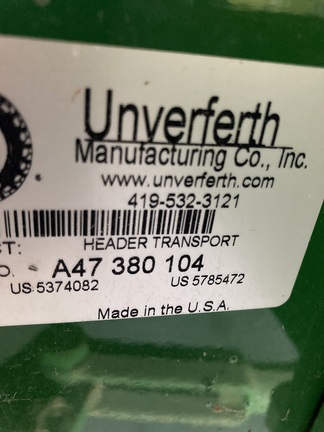 Unverferth
Manufacturing Co., Inc.
www.unverferth.com
419-532-3121
CT: HEADER TRANSPORT
O. A47 380 104
US 5374082 US 5785472
Made in the U.S.A.